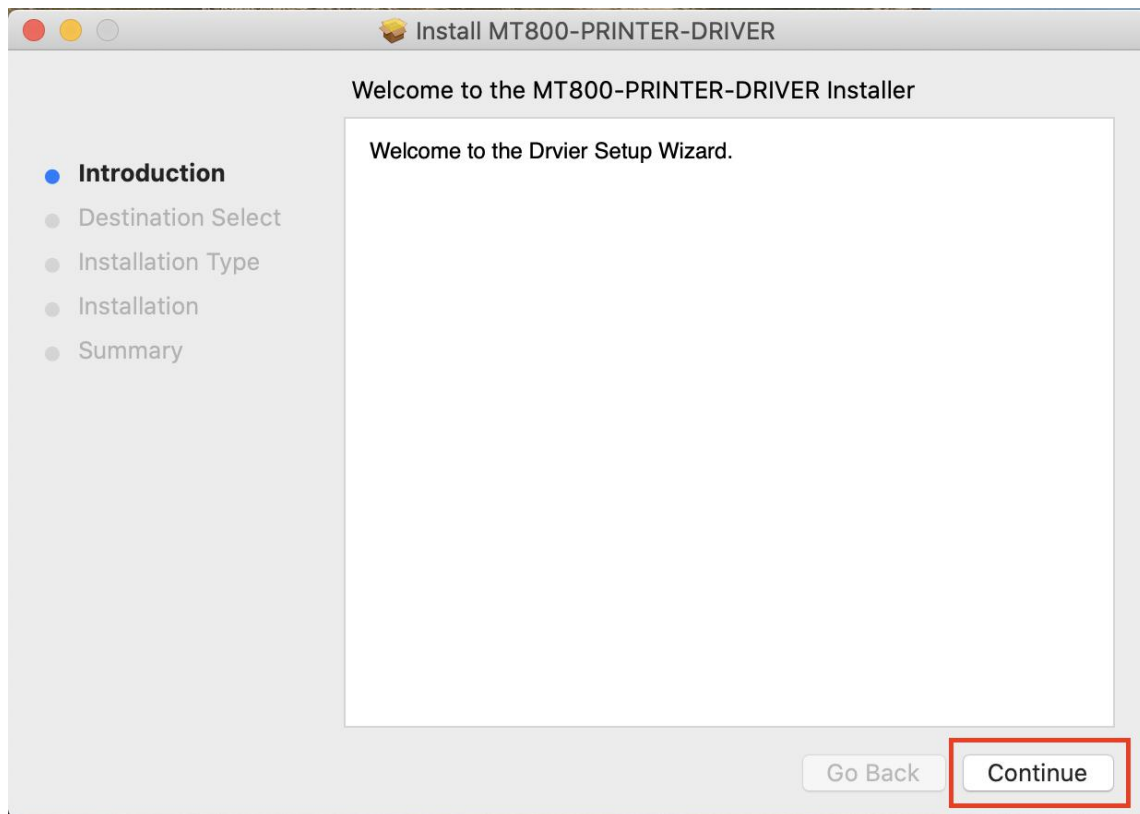 Install MT800-PRINTER-DRIVER
Welcome to the MT800-PRINTER-DRIVER Installer
Introduction
Destination Select
Installation Type
Installation
Summary
Welcome to the Drvier Setup Wizard.
Go Back
Continue